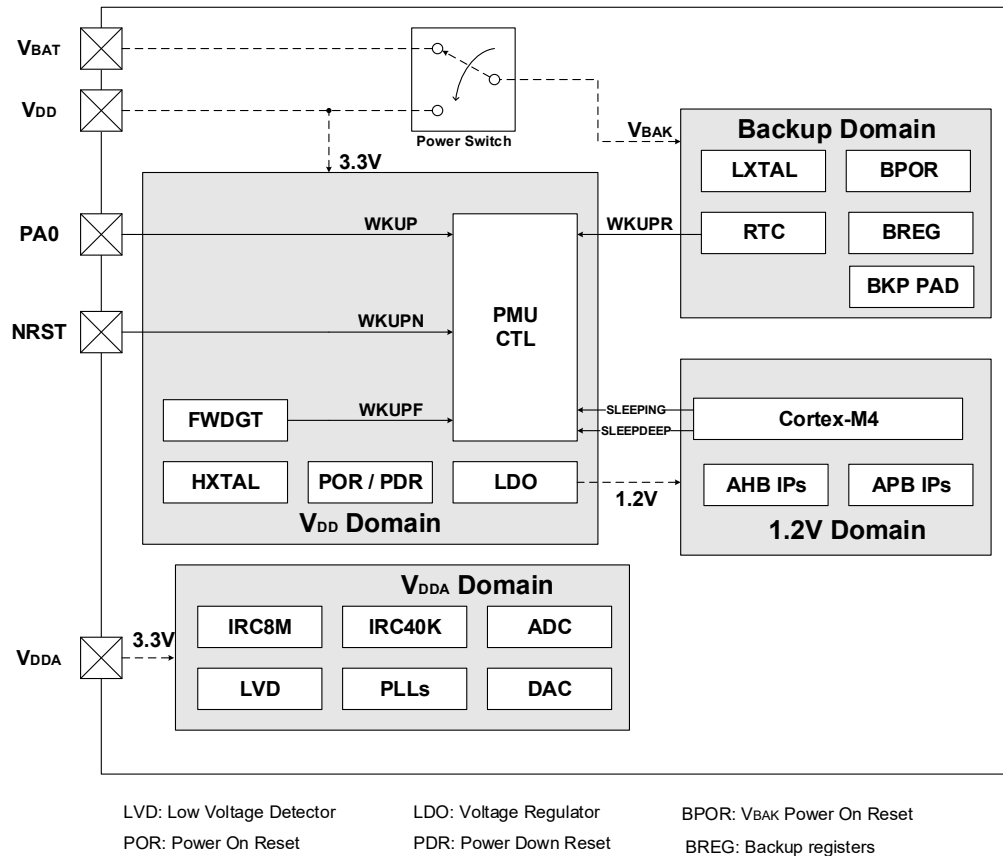 VBAT
VDD
Power Switch
3.3V
VBAK
Backup Domain
LXTAL
BPOR
RTC
BREG
BKP PAD
PA0
WKUP
WKUPR
NRST
WKUPN
PMU
CTL
FWDGT
WKUPF
SLEEPING
SLEEPDEEP
Cortex-M4
HXTAL
POR / PDR
LDO
1.2V
AHB IPs
APB IPs
VDD Domain
1.2V Domain
VDDA Domain
VDDA
3.3V
IRC8M
IRC40K
ADC
LVD
PLLs
DAC
LVD: Low Voltage Detector
LDO: Voltage Regulator
BPOR: VBAK Power On Reset
POR: Power On Reset
PDR: Power Down Reset
BREG: Backup registers